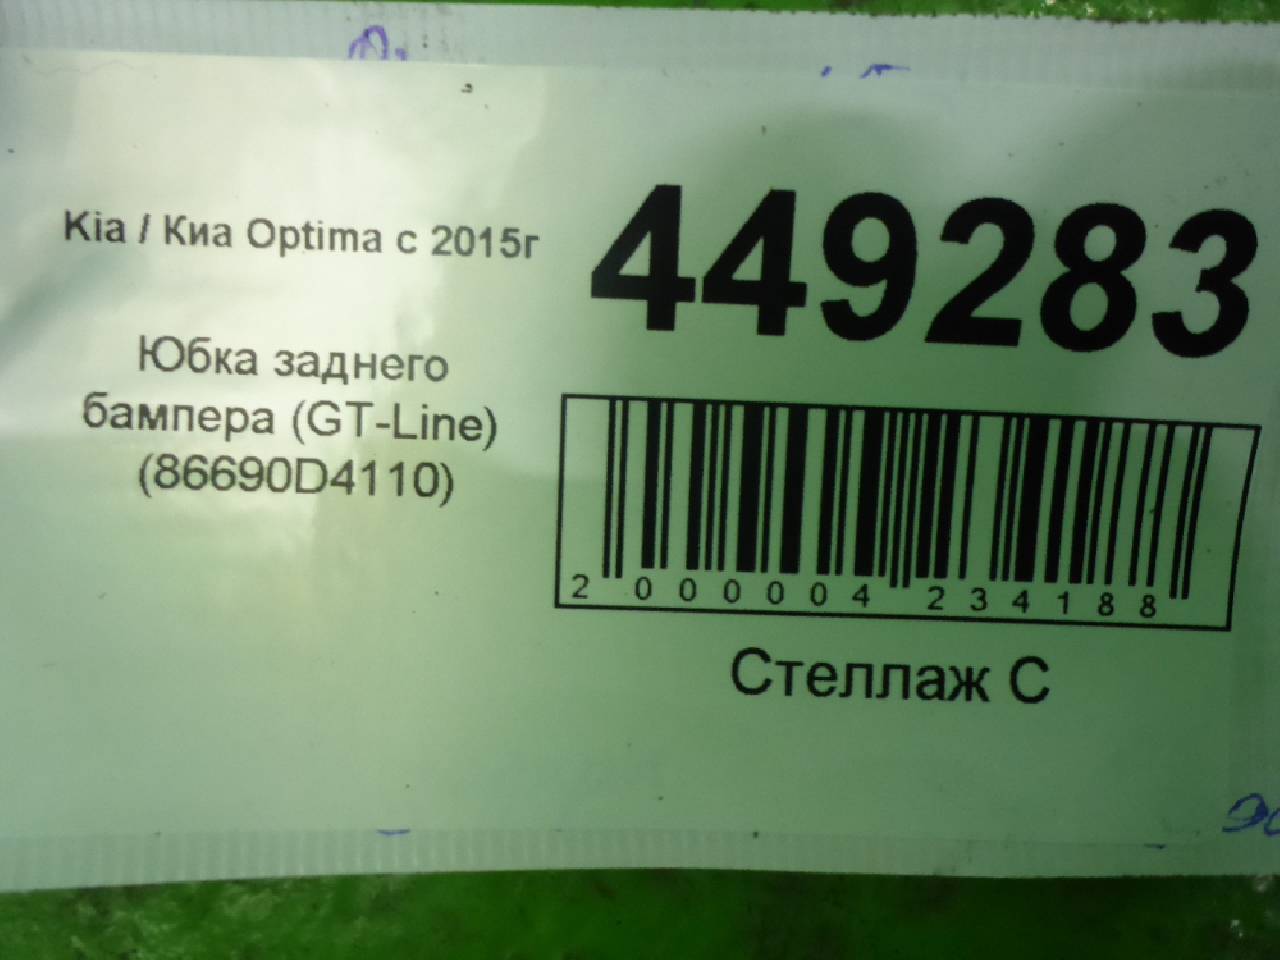 Kia / Киа Optima с 2015г
Юбка заднего
бампера (GT-Line)
(86690D4110)
449283
2 000004 234188
Стеллаж С